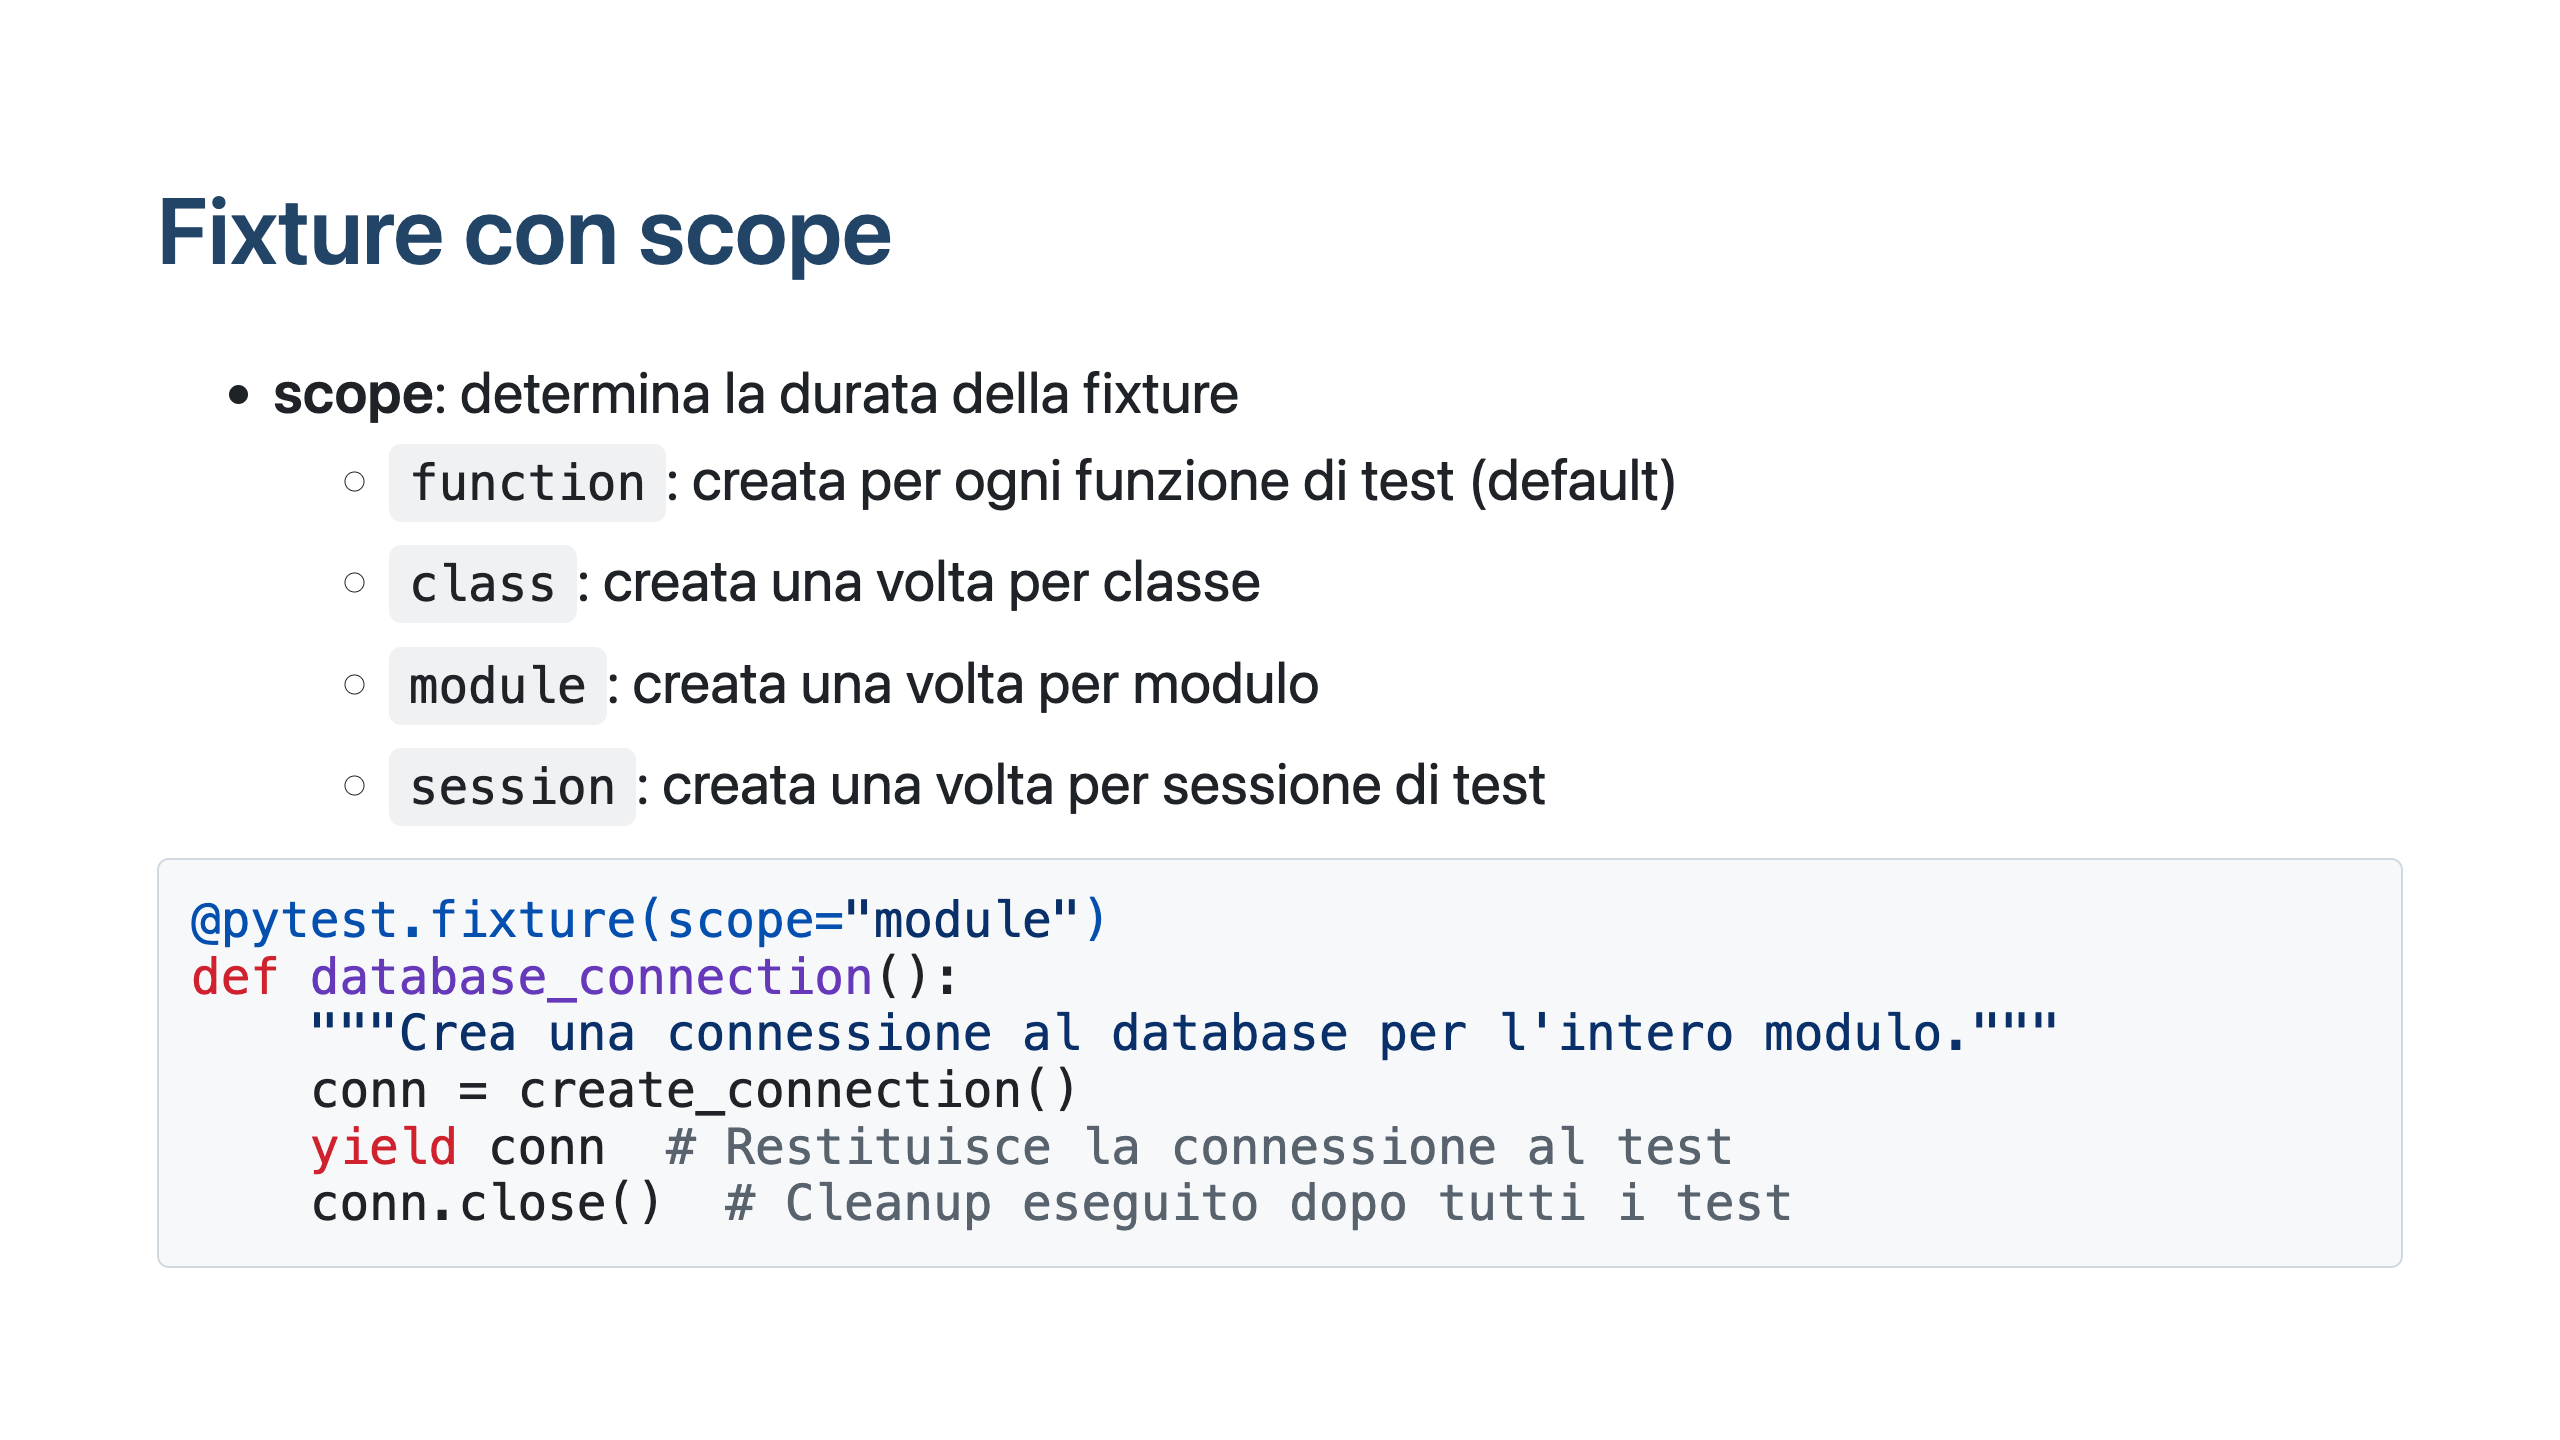 Fixture con scope
• scope: determina la durata della fixture
○ function: creata per ogni funzione di test (default)
○ class: creata una volta per classe
○ module: creata una volta per modulo
○ session: creata una volta per sessione di test
@pytest.fixture(scope="module")
def database_connection():
    """Crea una connessione al database per l'intero modulo."""
    conn = create_connection()
    yield conn  # Restituisce la connessione al test
    conn.close()  # Cleanup eseguito dopo tutti i test